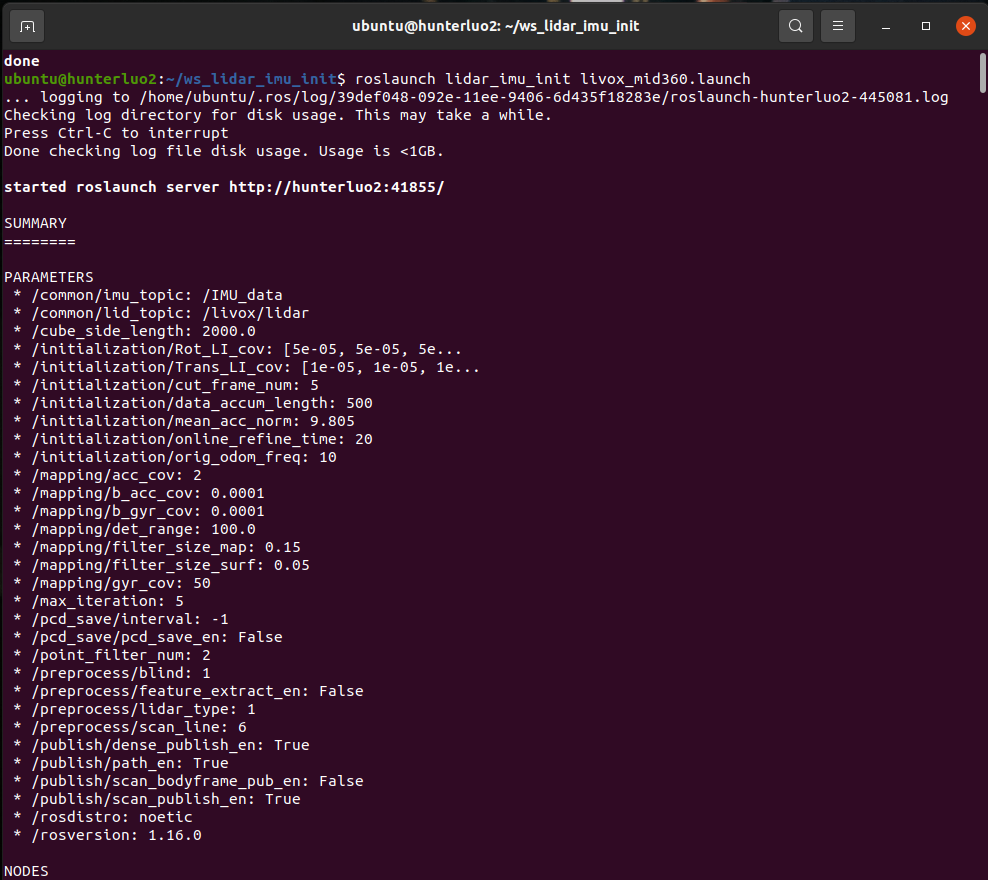 ubuntu@hunterluo2: ~/ws_lidar_imu_init
done
ubuntu@hunterluo2:~/ws_lidar_imu_init$ roslaunch lidar_imu_init livox_mid360.launch
... logging to /home/ubuntu/.ros/log/39def048-092e-11ee-9406-6d435f18283e/roslaunch-hunterluo2-445081.log
Checking log directory for disk usage. This may take a while.
Press Ctrl-C to interrupt
Done checking log file disk usage. Usage is <1GB.
started roslaunch server http://hunterluo2:41855/
SUMMARY
========
PARAMETERS
* /common/imu_topic: /IMU_data
* /common/lid_topic: /livox/lidar
* /cube_side_length: 2000.0
* /initialization/Rot_LI_cov: [5e-05, 5e-05, 5e...
* /initialization/Trans_LI_cov: [1e-05, 1e-05, 1e...
* /initialization/cut_frame_num: 5
* /initialization/data_accum_length: 500
* /initialization/mean_acc_norm: 9.805
* /initialization/online_refine_time: 20
* /initialization/orig_odom_freq: 10
* /mapping/acc_cov: 2
* /mapping/b_acc_cov: 0.0001
* /mapping/b_gyr_cov: 0.0001
* /mapping/det_range: 100.0
* /mapping/filter_size_map: 0.15
* /mapping/filter_size_surf: 0.05
* /mapping/gyr_cov: 50
* /max_iteration: 5
* /pcd_save/interval: -1
* /pcd_save/pcd_save_en: False
* /point_filter_num: 2
* /preprocess/blind: 1
* /preprocess/feature_extract_en: False
* /preprocess/lidar_type: 1
* /preprocess/scan_line: 6
* /publish/dense_publish_en: True
* /publish/path_en: True
* /publish/scan_bodyframe_pub_en: False
* /publish/scan_publish_en: True
* /rosdistro: noetic
* /rosversion: 1.16.0
NODES